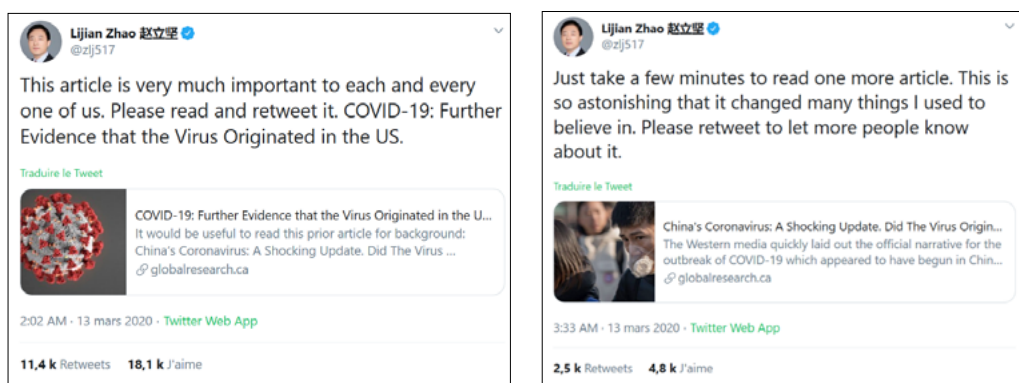 Lijian Zhao 赵立坚
@zlj517
This article is very much important to each and every
one of us. Please read and retweet it. COVID-19: Further
Evidence that the Virus Originated in the US.
Traduire le Tweet
COVID-19: Further Evidence that the Virus Originated in the U...
It would be useful to read this prior article for background:
China's Coronavirus: A Shocking Update. Did The Virus ...
globalresearch.ca
2:02 AM · 13 mars 2020 · Twitter Web App
11,4 k Retweets 18,1 k J'aime
Lijian Zhao 赵立坚
@zlj517
Just take a few minutes to read one more article. This is
so astonishing that it changed many things I used to
believe in. Please retweet to let more people know
about it.
Traduire le Tweet
China's Coronavirus: A Shocking Update. Did The Virus Origin...
The Western media quickly laid out the official narrative for the
outbreak of COVID-19 which appeared to have begun in Chin...
globalresearch.ca
3:33 AM · 13 mars 2020 · Twitter Web App
2,5 k Retweets 4,8 k J'aime